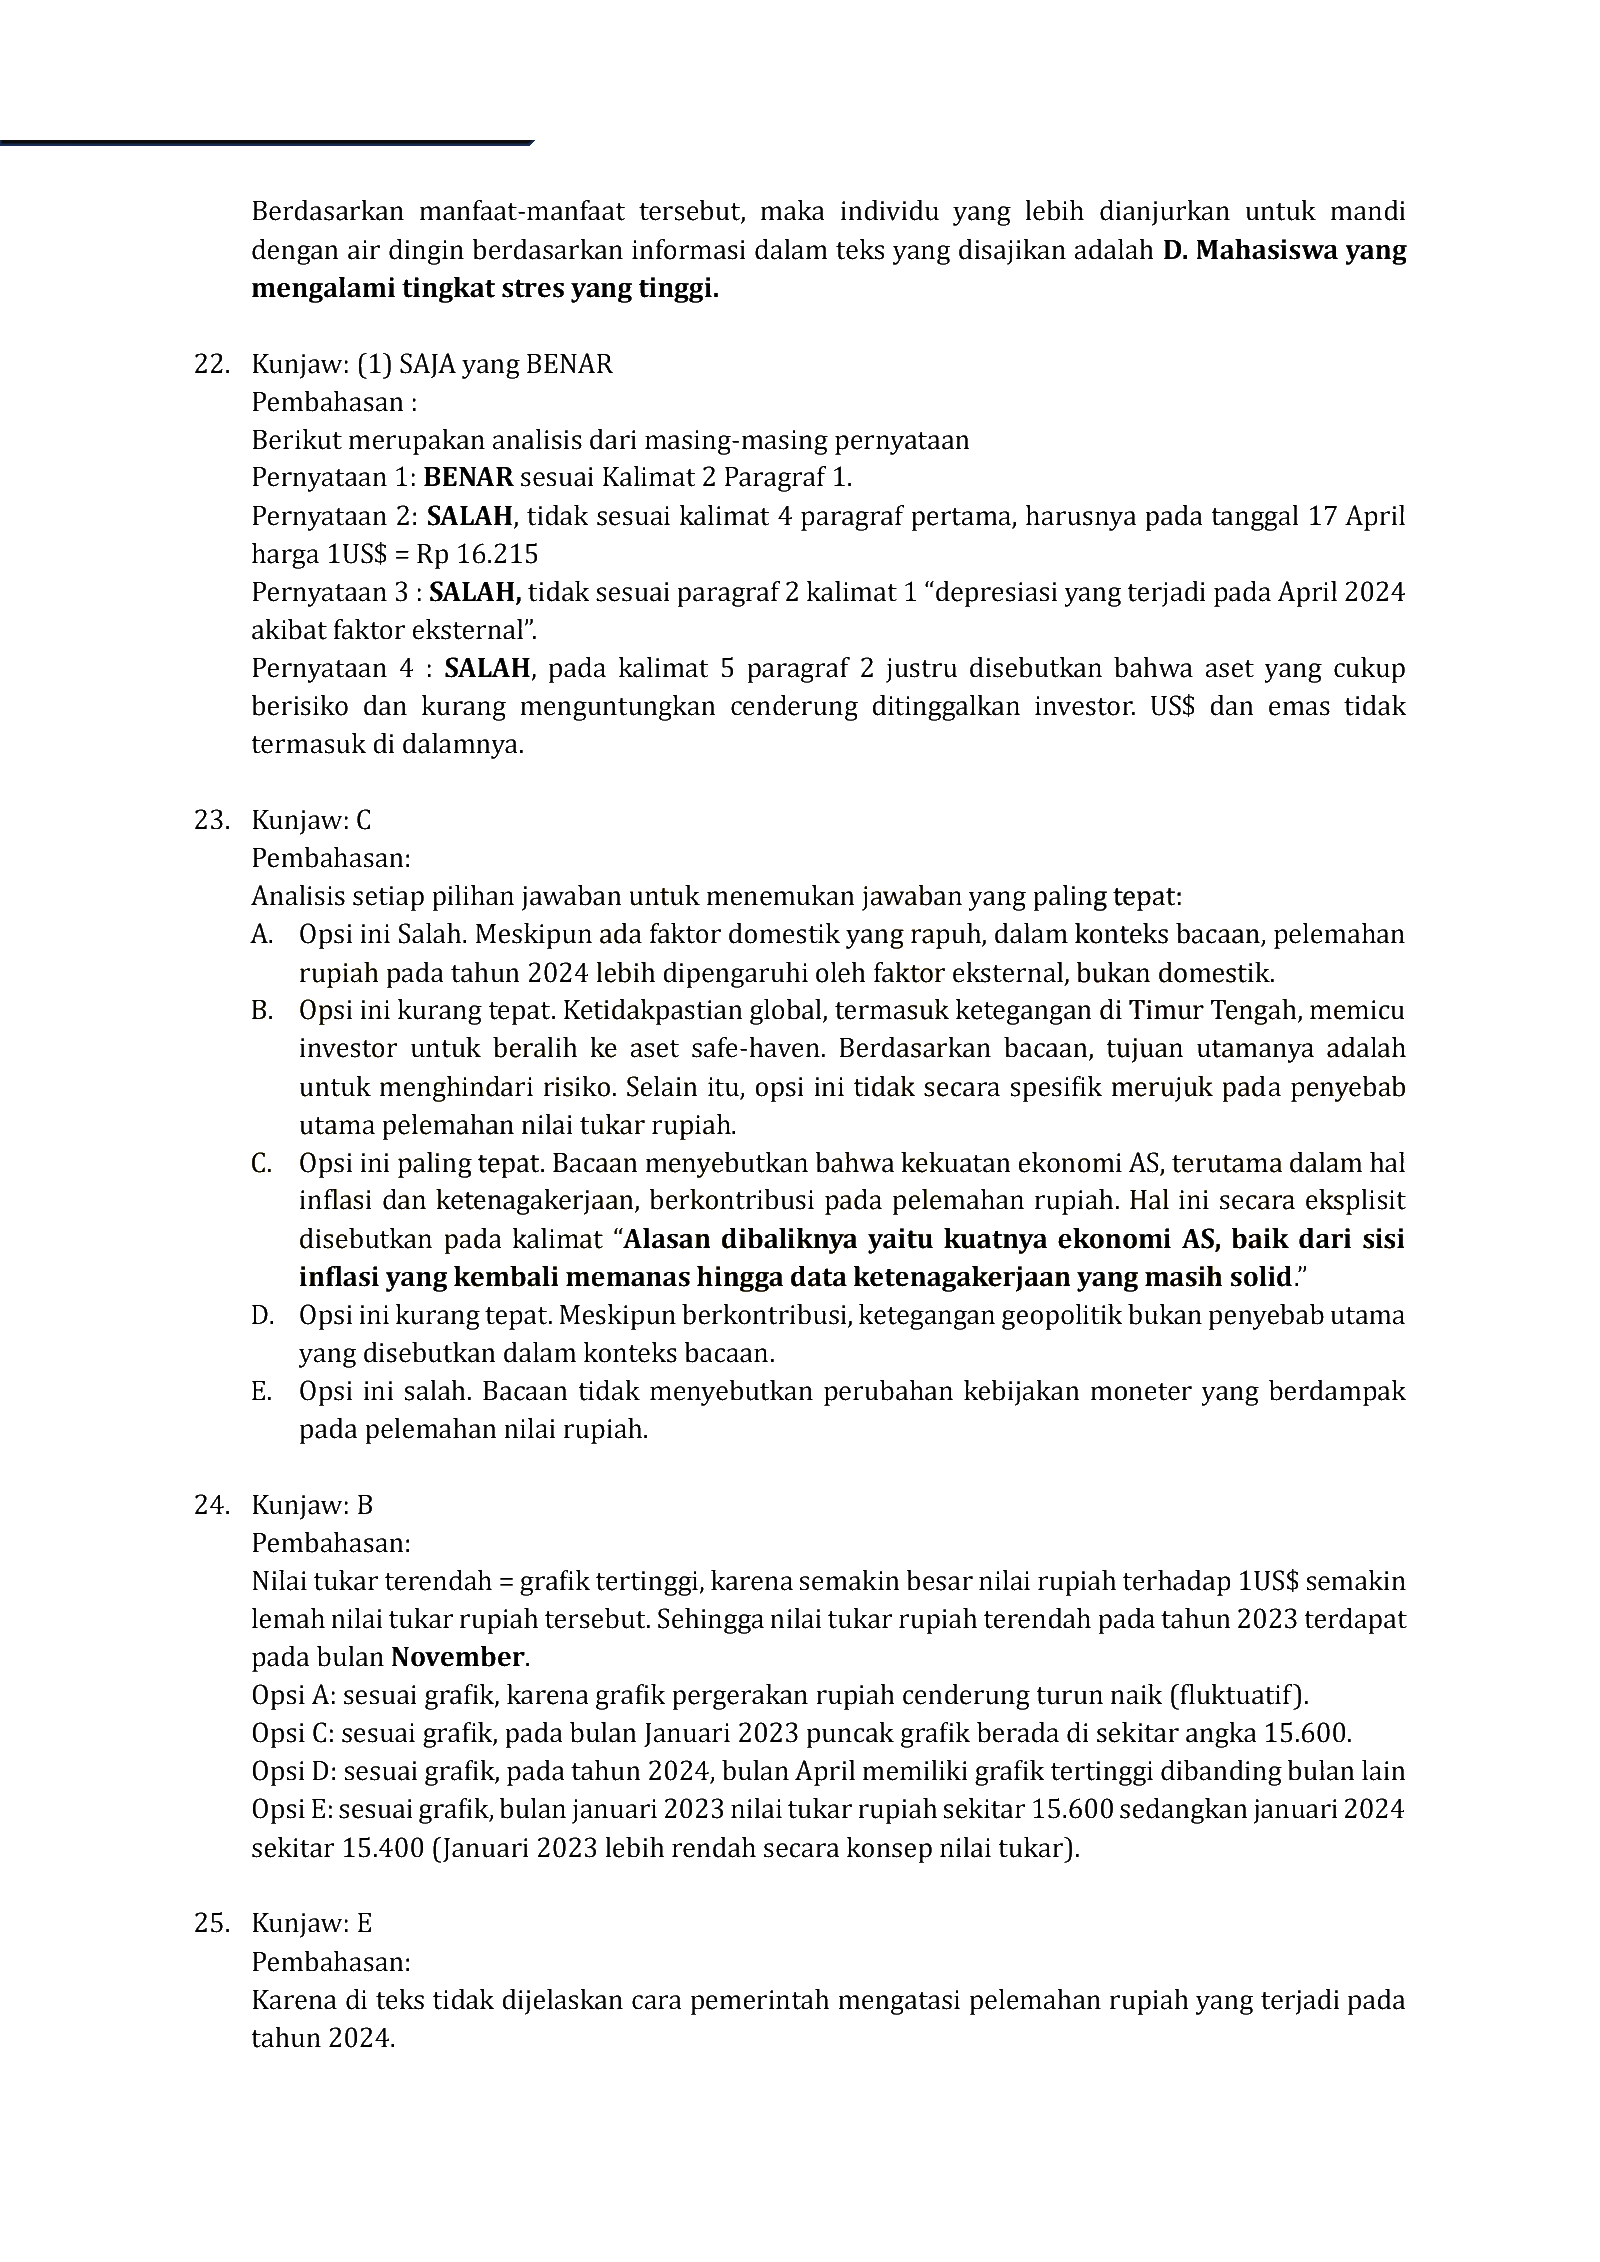 Berdasarkan manfaat-manfaat tersebut, maka individu yang lebih dianjurkan untuk mandi
dengan air dingin berdasarkan informasi dalam teks yang disajikan adalah D. Mahasiswa yang
mengalami tingkat stres yang tinggi.
22. Kunjaw: (1) SAJA yang BENAR
Pembahasan :
Berikut merupakan analisis dari masing-masing pernyataan
Pernyataan 1: BENAR sesuai Kalimat 2 Paragraf 1.
Pernyataan 2: SALAH, tidak sesuai kalimat 4 paragraf pertama, harusnya pada tanggal 17 April
harga 1US$ = Rp 16.215
Pernyataan 3 : SALAH, tidak sesuai paragraf 2 kalimat 1 “depresiasi yang terjadi pada April 2024
akibat faktor eksternal”.
Pernyataan 4 : SALAH, pada kalimat 5 paragraf 2 justru disebutkan bahwa aset yang cukup
berisiko dan kurang menguntungkan cenderung ditinggalkan investor. US$ dan emas tidak
termasuk di dalamnya.
23. Kunjaw: C
Pembahasan:
Analisis setiap pilihan jawaban untuk menemukan jawaban yang paling tepat:
A. Opsi ini Salah. Meskipun ada faktor domestik yang rapuh, dalam konteks bacaan, pelemahan
rupiah pada tahun 2024 lebih dipengaruhi oleh faktor eksternal, bukan domestik.
B. Opsi ini kurang tepat. Ketidakpastian global, termasuk ketegangan di Timur Tengah, memicu
investor untuk beralih ke aset safe-haven. Berdasarkan bacaan, tujuan utamanya adalah
untuk menghindari risiko. Selain itu, opsi ini tidak secara spesifik merujuk pada penyebab
utama pelemahan nilai tukar rupiah.
C. Opsi ini paling tepat. Bacaan menyebutkan bahwa kekuatan ekonomi AS, terutama dalam hal
inflasi dan ketenagakerjaan, berkontribusi pada pelemahan rupiah. Hal ini secara eksplisit
disebutkan pada kalimat “Alasan dibaliknya yaitu kuatnya ekonomi AS, baik dari sisi
inflasi yang kembali memanas hingga data ketenagakerjaan yang masih solid.”
D. Opsi ini kurang tepat. Meskipun berkontribusi, ketegangan geopolitik bukan penyebab utama
yang disebutkan dalam konteks bacaan.
E. Opsi ini salah. Bacaan tidak menyebutkan perubahan kebijakan moneter yang berdampak
pada pelemahan nilai rupiah.
24. Kunjaw: B
Pembahasan:
Nilai tukar terendah = grafik tertinggi, karena semakin besar nilai rupiah terhadap 1US$ semakin
lemah nilai tukar rupiah tersebut. Sehingga nilai tukar rupiah terendah pada tahun 2023 terdapat
pada bulan November.
Opsi A: sesuai grafik, karena grafik pergerakan rupiah cenderung turun naik (fluktuatif).
Opsi C: sesuai grafik, pada bulan Januari 2023 puncak grafik berada di sekitar angka 15.600.
Opsi D: sesuai grafik, pada tahun 2024, bulan April memiliki grafik tertinggi dibanding bulan lain
Opsi E: sesuai grafik, bulan januari 2023 nilai tukar rupiah sekitar 15.600 sedangkan januari 2024
sekitar 15.400 (Januari 2023 lebih rendah secara konsep nilai tukar).
25. Kunjaw: E
Pembahasan:
Karena di teks tidak dijelaskan cara pemerintah mengatasi pelemahan rupiah yang terjadi pada
tahun 2024.